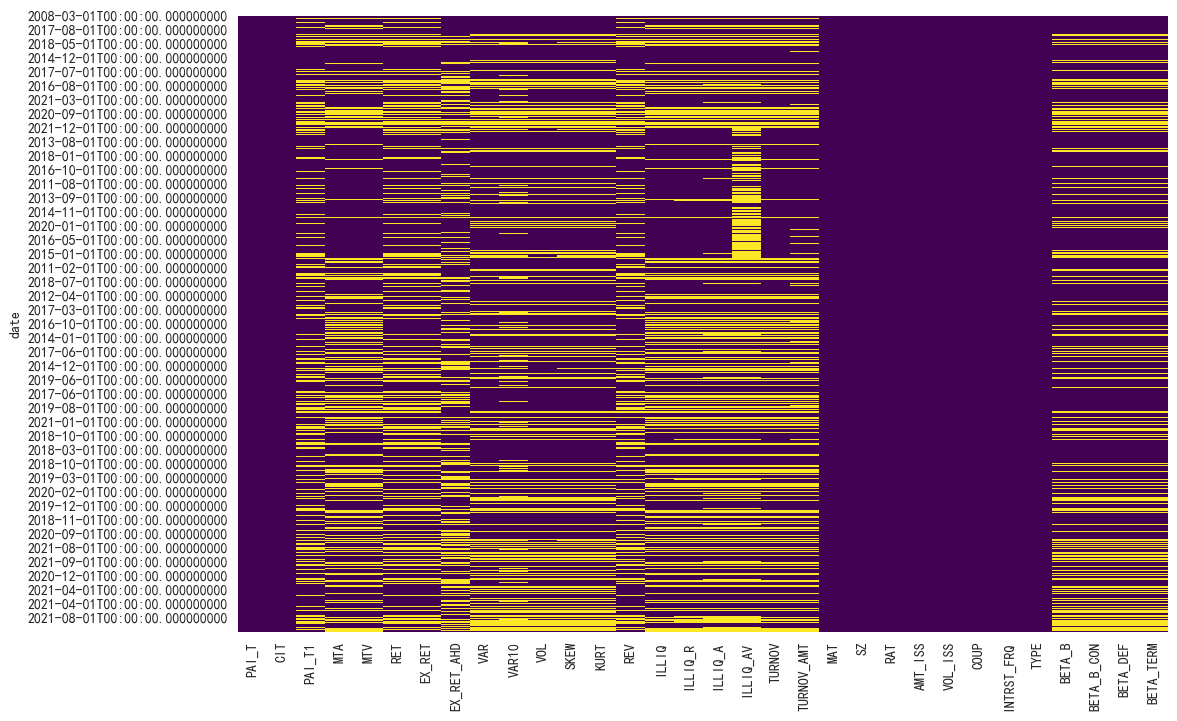 2008-03-01T00:00:00.000000000
2017-08-01T00:00:00.000000000
2018-05-01T00:00:00.000000000
2014-12-01T00:00:00.000000000
2017-07-01T00:00:00.000000000
2016-08-01T00:00:00.000000000
2021-03-01T00:00:00.000000000
2020-09-01T00:00:00.000000000
2021-12-01T00:00:00.000000000
2013-08-01T00:00:00.000000000
2018-01-01T00:00:00.000000000
2016-10-01T00:00:00.000000000
2011-08-01T00:00:00.000000000
2013-09-01T00:00:00.000000000
2014-11-01T00:00:00.000000000
2020-01-01T00:00:00.000000000
2016-05-01T00:00:00.000000000
2015-01-01T00:00:00.000000000
2011-02-01T00:00:00.000000000
2018-07-01T00:00:00.000000000
2012-04-01T00:00:00.000000000
2017-03-01T00:00:00.000000000
2016-10-01T00:00:00.000000000
2014-01-01T00:00:00.000000000
2017-06-01T00:00:00.000000000
2014-12-01T00:00:00.000000000
2019-06-01T00:00:00.000000000
2017-06-01T00:00:00.000000000
2019-08-01T00:00:00.000000000
2021-01-01T00:00:00.000000000
2018-10-01T00:00:00.000000000
2018-03-01T00:00:00.000000000
2018-10-01T00:00:00.000000000
2019-03-01T00:00:00.000000000
2020-02-01T00:00:00.000000000
2019-12-01T00:00:00.000000000
2018-11-01T00:00:00.000000000
2020-09-01T00:00:00.000000000
2021-08-01T00:00:00.000000000
2021-09-01T00:00:00.000000000
2020-12-01T00:00:00.000000000
2021-04-01T00:00:00.000000000
2021-04-01T00:00:00.000000000
2021-08-01T00:00:00.000000000
date
PAI_T
CIT
PAI_T1
MTA
MTV
RET
EX_RET
EX_RET_AHD
VAR
VAR10
VOL
SKEW
KURT
REV
ILLIQ
ILLIQ_R
ILLIQ_A
ILLIQ_AV
TURNOV
TURNOV_AMT
MAT
SZ
RAT
AMT_ISS
VOL_ISS
COUP
INTRST_FRQ
TYPE
BETA_B
BETA_B_CON
BETA_DEF
BETA_TERM